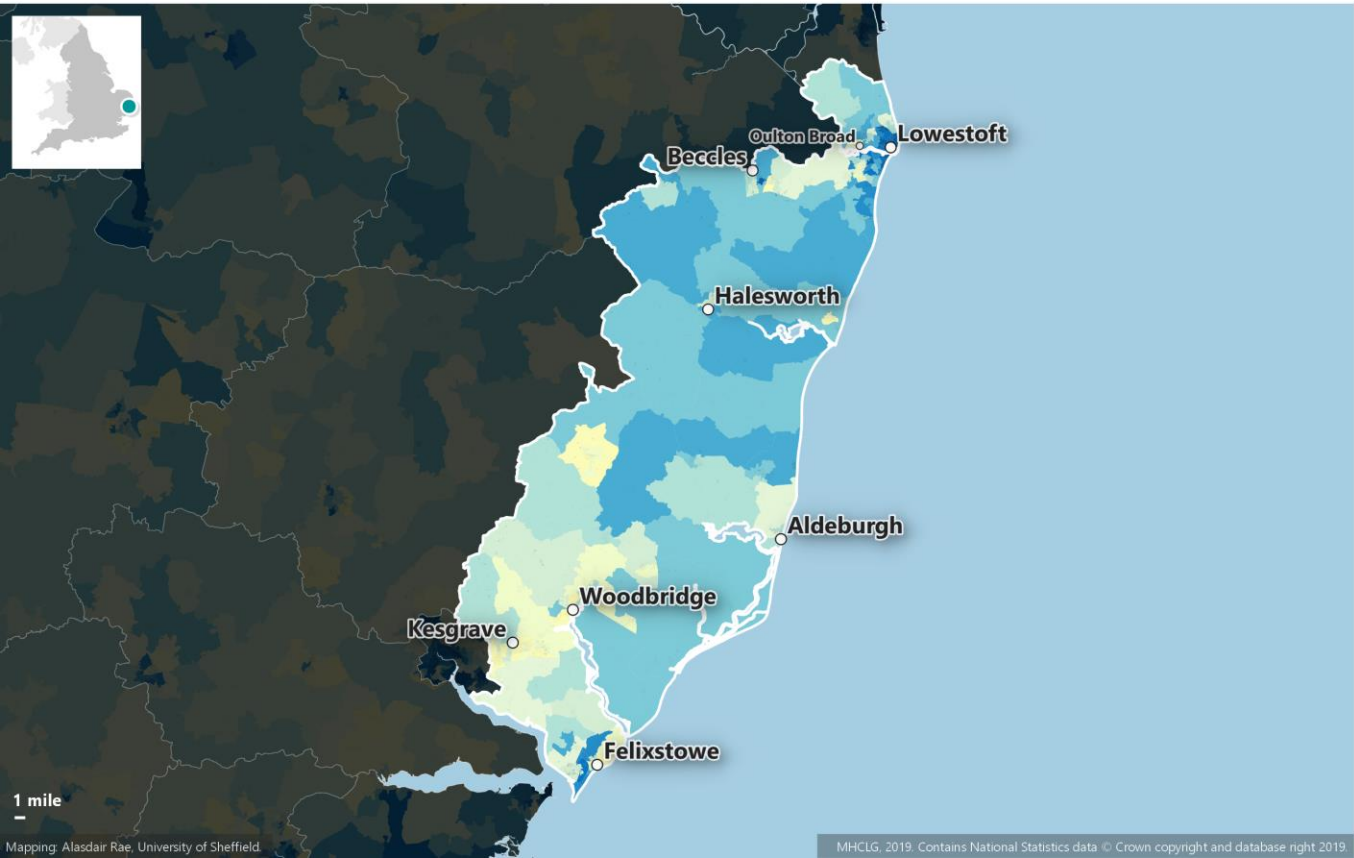 Lowestoft
Oulton Broad
Beccles
Halesworth
Aldeburgh
Woodbridge
Kesgrave
Felixstowe
1 mile
Mapping: Alasdair Rae, University of Sheffield.
MHCLG, 2019. Contains National Statistics data © Crown copyright and database right 2019.